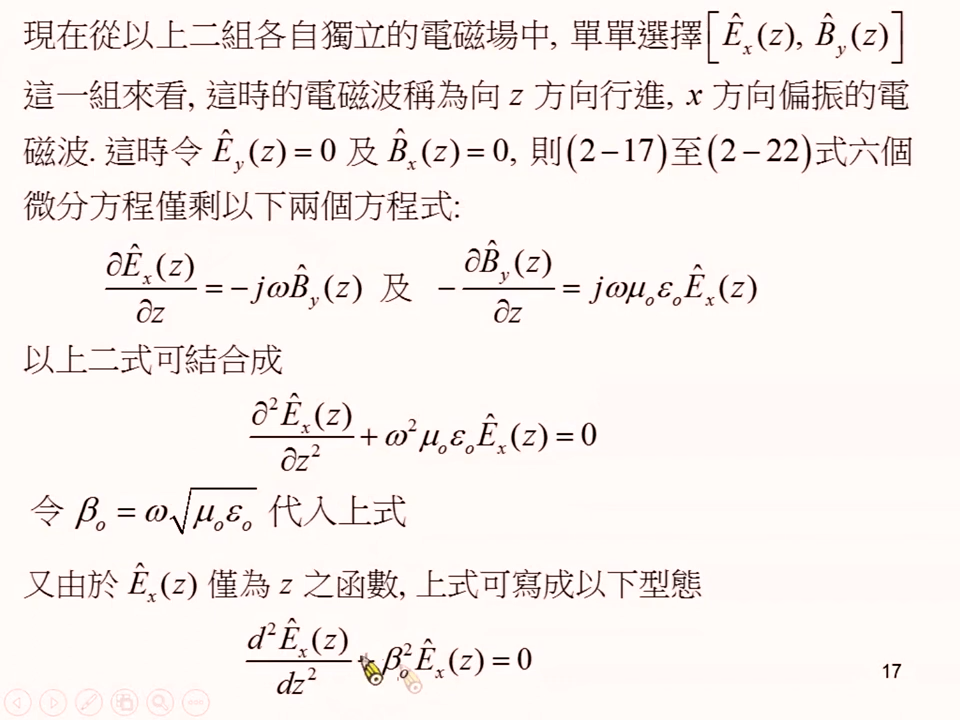 現在從以上二組各自獨立的電磁場中, 單單選擇[Ê_x(z), B̂_y(z)]
這一組來看, 這時的電磁波稱為向 z 方向行進, x 方向偏振的電
磁波. 這時令 Ê_y(z) = 0 及 B̂_x(z) = 0, 則(2−17)至(2−22)式六個
微分方程僅剩以下兩個方程式:
∂Ê_x(z)/∂z = −jωB̂_y(z) 及 −∂B̂_y(z)/∂z = jωμ_oε_oÊ_x(z)
以上二式可結合成
∂²Ê_x(z)/∂z² + ω²μ_oε_oÊ_x(z) = 0
令 β_o = ω√(μ_oε_o) 代入上式
又由於 Ê_x(z) 僅為 z 之函數, 上式可寫成以下型態
d²Ê_x(z)/dz² β_o²Ê_x(z) = 0
17